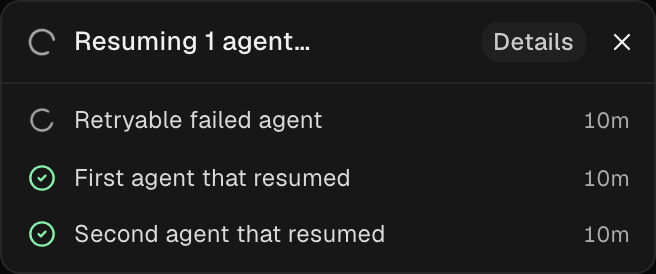 Resuming 1 agent… Details
Retryable failed agent 10m
First agent that resumed 10m
Second agent that resumed 10m